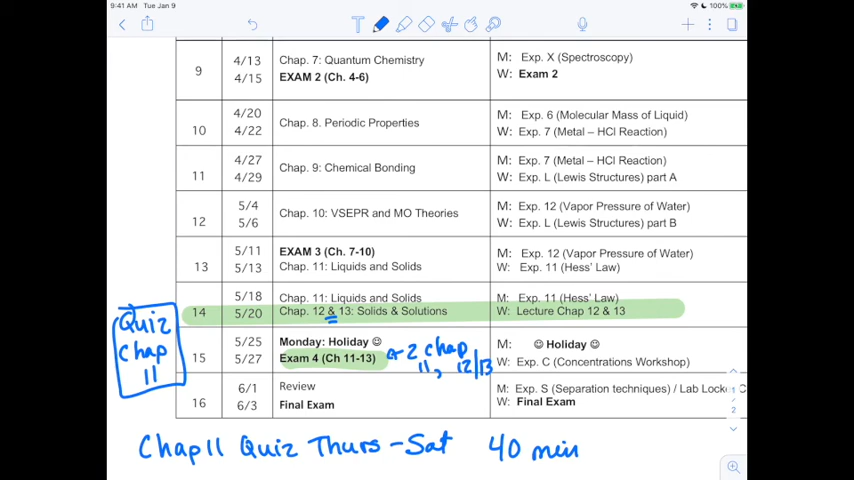 9:41 AM Tue Jan 9
100%
9 4/13 Chap. 7: Quantum Chemistry M: Exp. X (Spectroscopy)
4/15 EXAM 2 (Ch. 4-6) W: Exam 2
10 4/20 Chap. 8. Periodic Properties M: Exp. 6 (Molecular Mass of Liquid)
4/22 W: Exp. 7 (Metal – HCl Reaction)
11 4/27 Chap. 9: Chemical Bonding M: Exp. 7 (Metal – HCl Reaction)
4/29 W: Exp. L (Lewis Structures) part A
12 5/4 Chap. 10: VSEPR and MO Theories M: Exp. 12 (Vapor Pressure of Water)
5/6 W: Exp. L (Lewis Structures) part B
13 5/11 EXAM 3 (Ch. 7-10) M: Exp. 12 (Vapor Pressure of Water)
5/13 Chap. 11: Liquids and Solids W: Exp. 11 (Hess' Law)
14 5/18 Chap. 11: Liquids and Solids M: Exp. 11 (Hess' Law)
5/20 Chap. 12 & 13: Solids & Solutions W: Lecture Chap 12 & 13
Quiz
Chap
11
15 5/25 Monday: Holiday ☺ M: ☺ Holiday ☺
5/27 Exam 4 (Ch 11-13) ← 2 chap W: Exp. C (Concentrations Workshop)
11, 12/13
16 6/1 Review M: Exp. S (Separation techniques) / Lab Locke
6/3 Final Exam W: Final Exam
1
2
Chap 11 Quiz Thurs - Sat 40 min